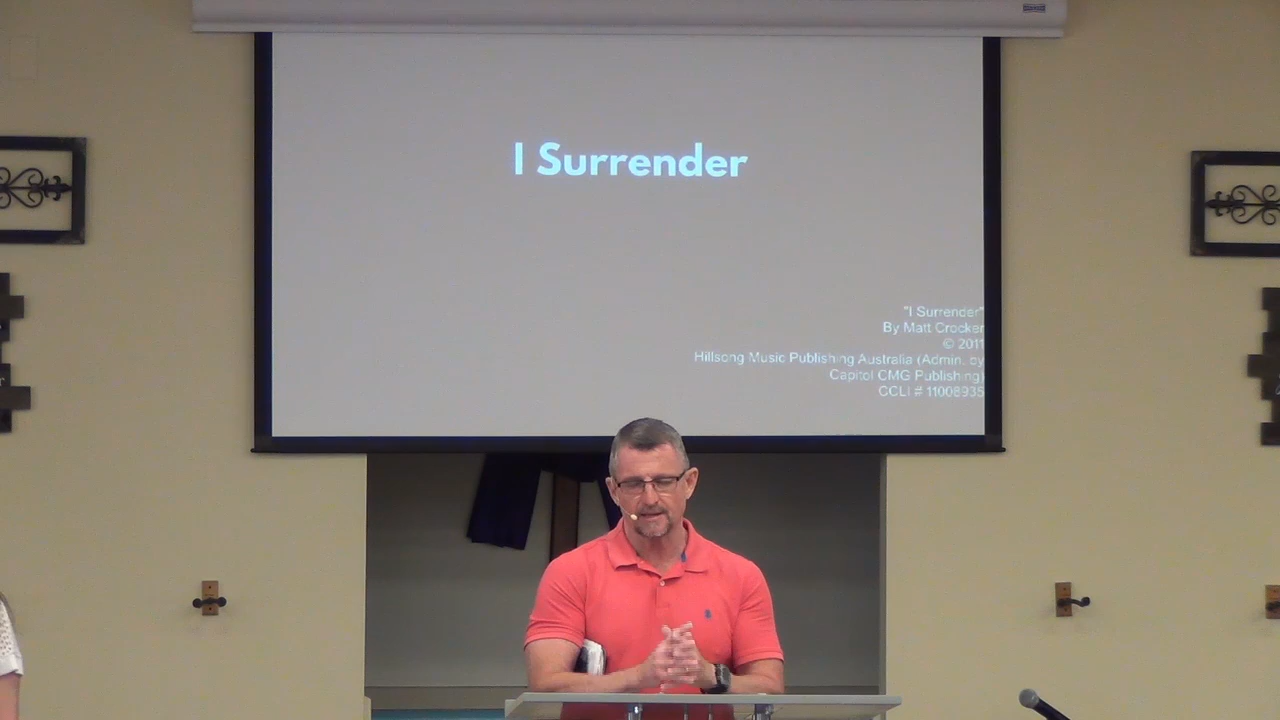 I Surrender
"I Surrender"
By Matt Crocker
© 2011
Hillsong Music Publishing Australia (Admin. by
Capitol CMG Publishing)
CCLI # 11008935